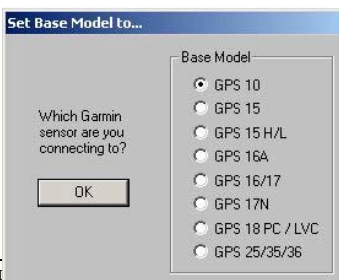 Set Base Model to...
Base Model
Which Garmin
sensor are you
connecting to?
OK
GPS 10
GPS 15
GPS 15 H/L
GPS 16A
GPS 16/17
GPS 17N
GPS 18 PC / LVC
GPS 25/35/36